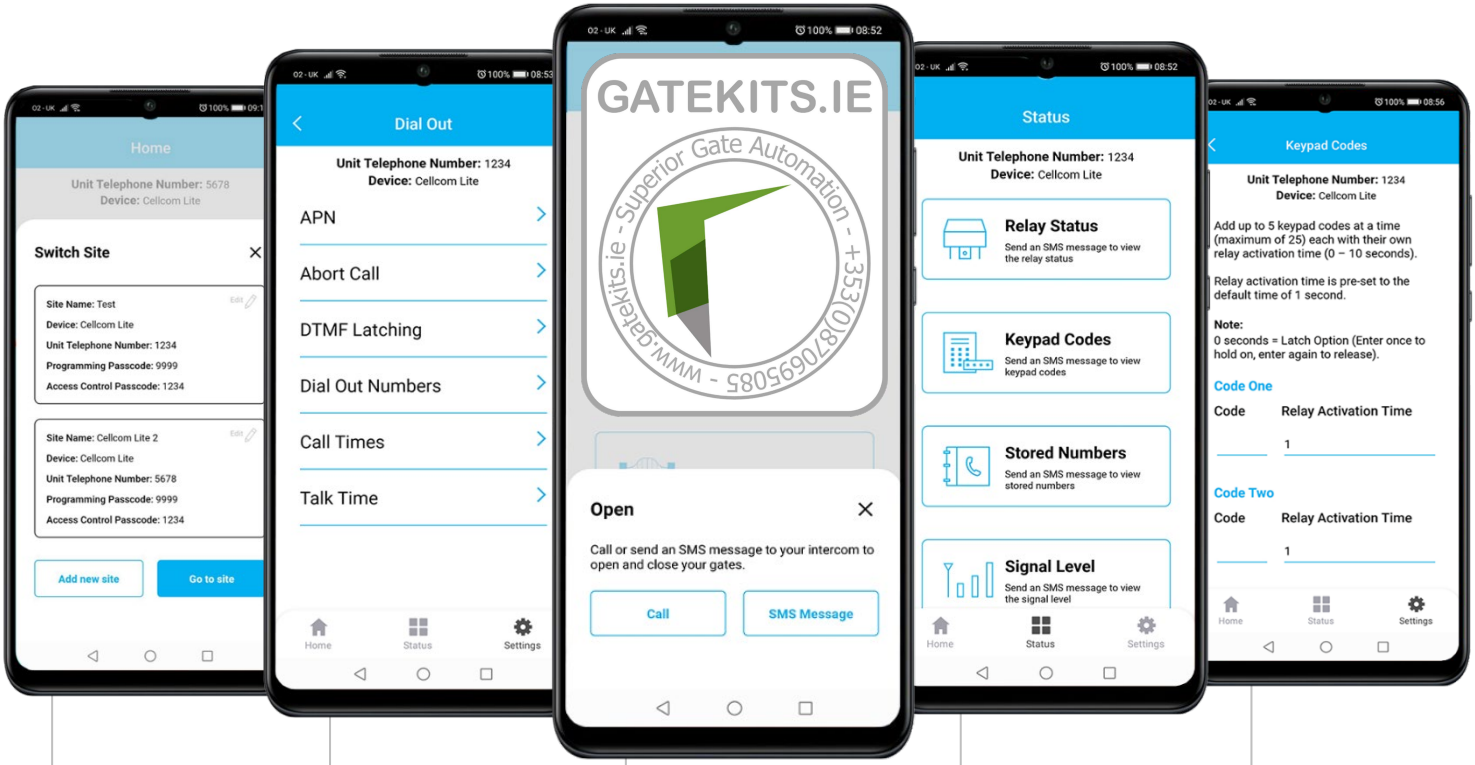 O2 - UK 100% 09:1
Home
Unit Telephone Number: 5678
Device: Cellcom Lite
Switch Site
Site Name: Test
Edit
Device: Cellcom Lite
Unit Telephone Number: 1234
Programming Passcode: 9999
Access Control Passcode: 1234
Site Name: Cellcom Lite 2
Edit
Device: Cellcom Lite
Unit Telephone Number: 5678
Programming Passcode: 9999
Access Control Passcode: 1234
Add new site
Go to site
O2 - UK 100% 08:53
Dial Out
Unit Telephone Number: 1234
Device: Cellcom Lite
APN
Abort Call
DTMF Latching
Dial Out Numbers
Call Times
Talk Time
Home
Status
Settings
O2 - UK 100% 08:52
GATEKITS.IE
www.gatekits.ie - Superior Gate Automation - +353(0)870695085 -
Open
Call or send an SMS message to your intercom to
open and close your gates.
Call
SMS Message
O2 - UK 100% 08:52
Status
Unit Telephone Number: 1234
Device: Cellcom Lite
Relay Status
Send an SMS message to view
the relay status
Keypad Codes
Send an SMS message to view
keypad codes
Stored Numbers
Send an SMS message to view
stored numbers
Signal Level
Send an SMS message to view
the signal level
Home
Status
Settings
O2 - UK 100% 08:56
Keypad Codes
Unit Telephone Number: 1234
Device: Cellcom Lite
Add up to 5 keypad codes at a time
(maximum of 25) each with their own
relay activation time (0 – 10 seconds).
Relay activation time is pre-set to the
default time of 1 second.
Note:
0 seconds = Latch Option (Enter once to
hold on, enter again to release).
Code One
Code Relay Activation Time
1
Code Two
Code Relay Activation Time
1
Home
Status
Settings